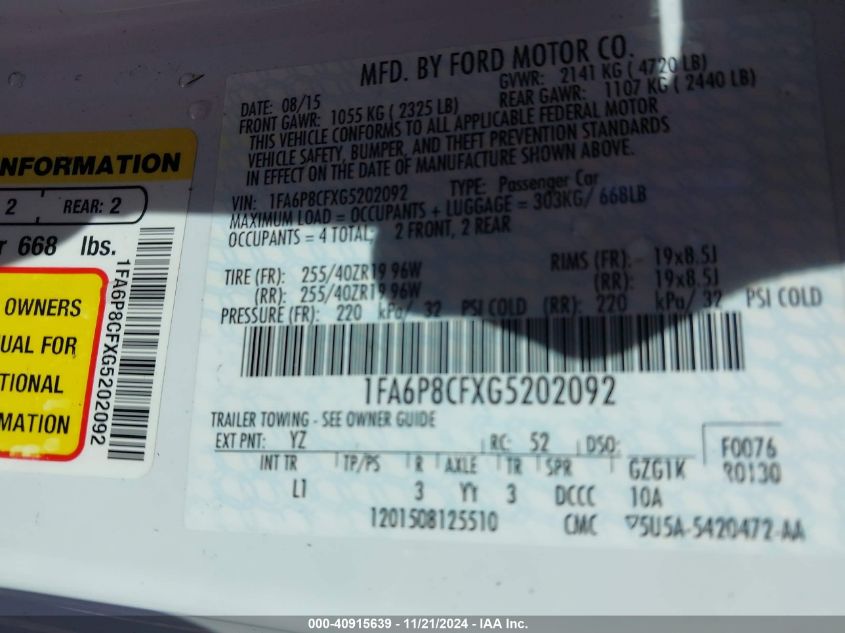 MFD. BY FORD MOTOR CO.
DATE: 08/15 GVWR: 2141 KG ( 4720 LB)
FRONT GAWR: 1055 KG ( 2325 LB) REAR GAWR: 1107 KG ( 2440 LB)
THIS VEHICLE CONFORMS TO ALL APPLICABLE FEDERAL MOTOR
VEHICLE SAFETY, BUMPER, AND THEFT PREVENTION STANDARDS
IN EFFECT ON THE DATE OF MANUFACTURE SHOWN ABOVE.
VIN: 1FA6P8CFXG5202092 TYPE: Passenger Car
MAXIMUM LOAD = OCCUPANTS + LUGGAGE = 303KG/ 668LB
OCCUPANTS = 4 TOTAL, 2 FRONT, 2 REAR
TIRE (FR): 255/40ZR19 96W RIMS (FR): 19x8.5J
(RR): 255/40ZR19 96W (RR): 19x8.5J
PRESSURE (FR): 220 kPa/ 32 PSI COLD (RR): 220 kPa/ 32 PSI COLD
1FA6P8CFXG5202092
TRAILER TOWING - SEE OWNER GUIDE
EXT PNT: YZ RC: 52 DSO: F0076
INT TR TP/PS R AXLE TR SPR GZG1K R0130
L1 3 Y1 3 DCCC 10A
1201508125510 CMC 5U5A-5420472-AA
NFORMATION
2 REAR: 2
r 668 lbs.
OWNERS
UAL FOR
TIONAL
MATION
1FA6P8CFXG5202092
000-40915639 - 11/21/2024 - IAA Inc.